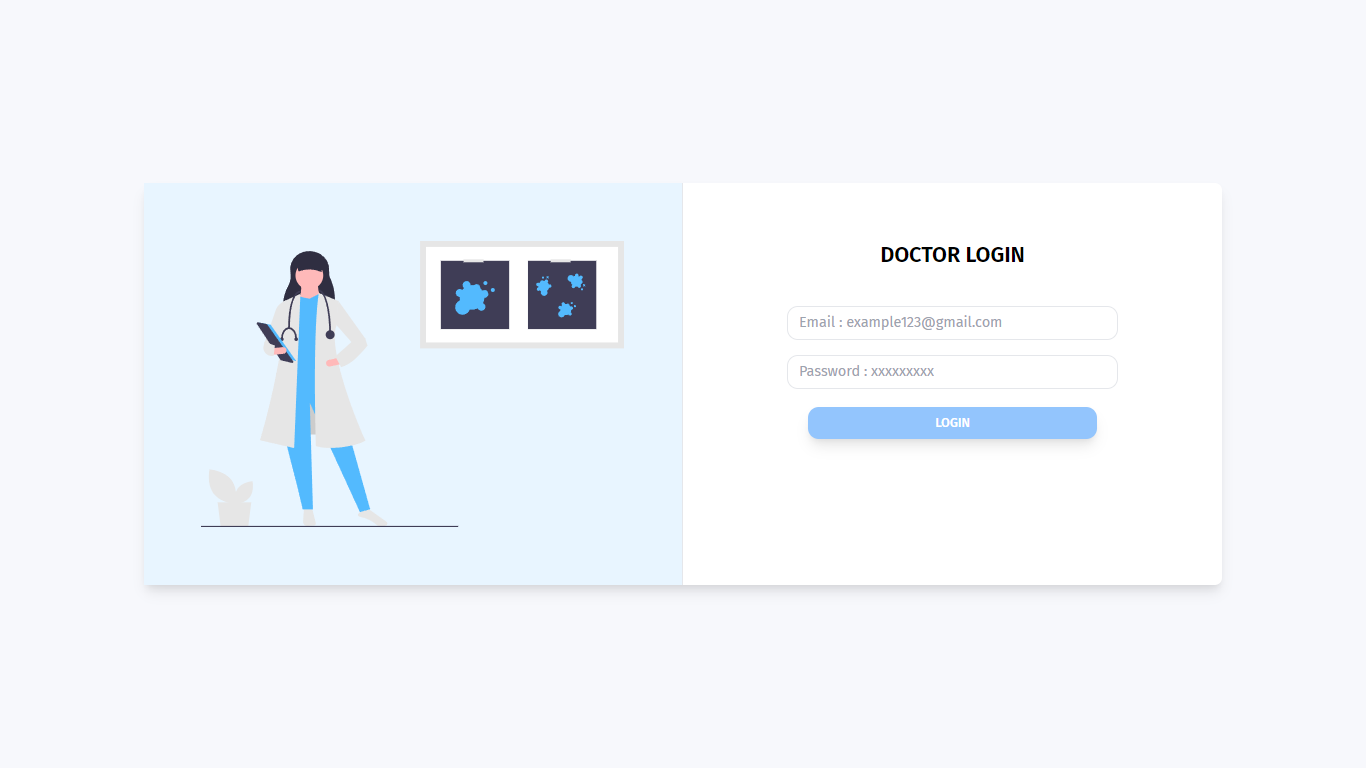 DOCTOR LOGIN
Email : example123@gmail.com
Password : xxxxxxxxx
LOGIN